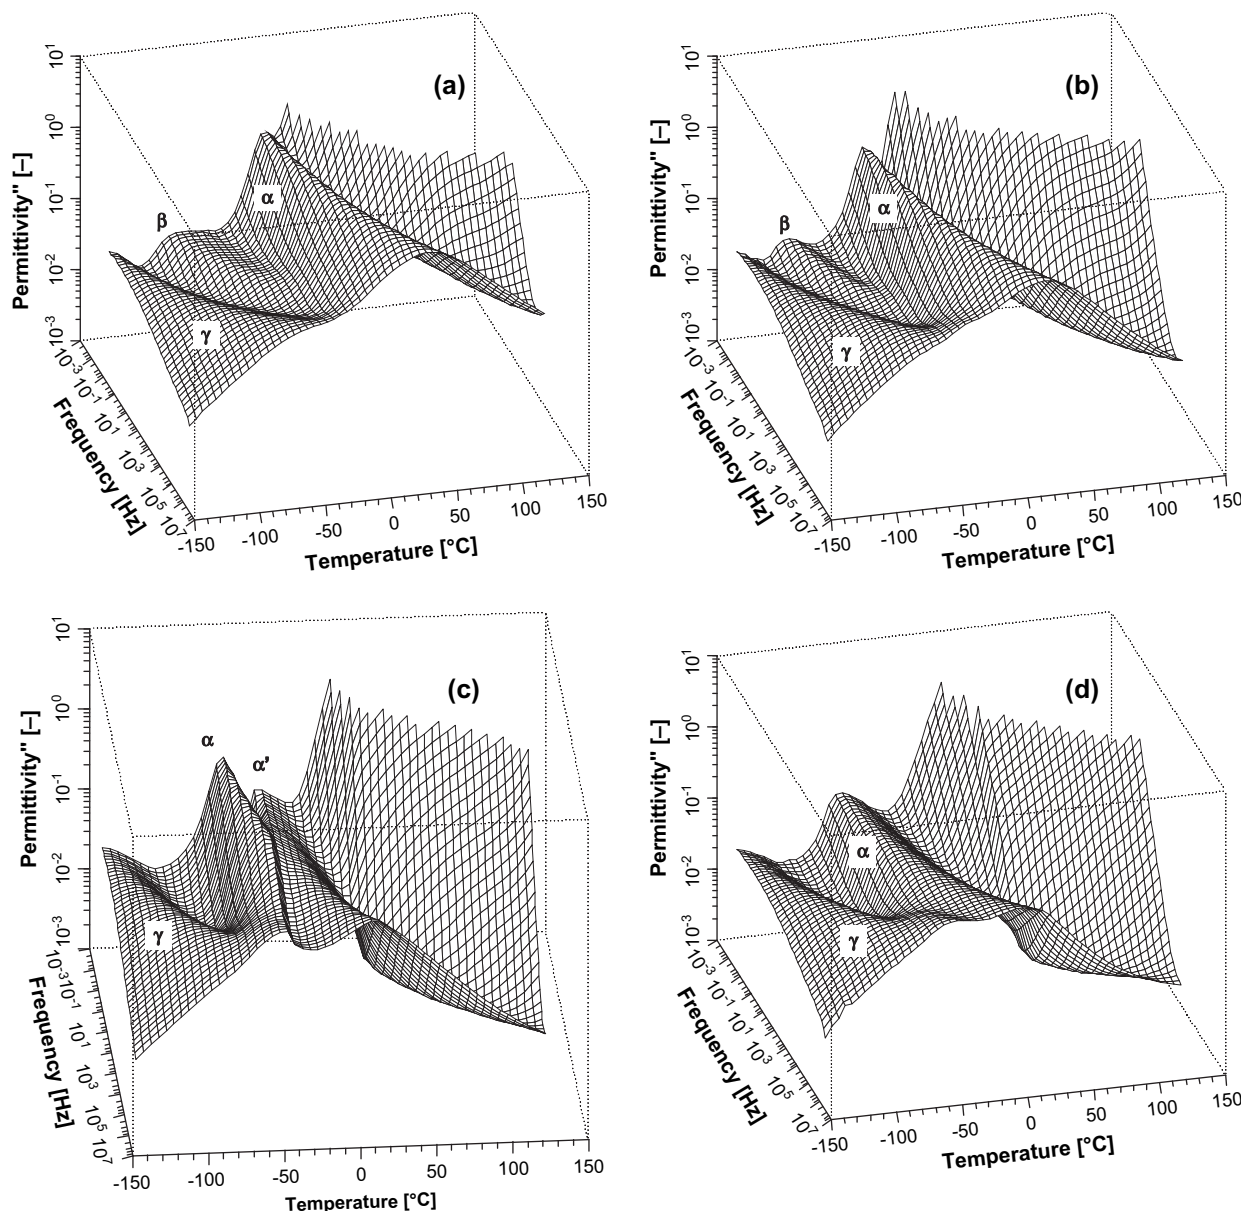 (a)
Permittivity" [–]
10^1
10^0
10^-1
10^-2
10^-3
β
α
γ
10^-3
10^-1
10^1
10^3
10^5
10^7
Frequency [Hz]
-150
-100
-50
0
50
100
150
Temperature [°C]
(b)
Permittivity" [–]
10^1
10^0
10^-1
10^-2
10^-3
β
α
γ
10^-3
10^-1
10^1
10^3
10^5
10^7
Frequency [Hz]
-150
-100
-50
0
50
100
150
Temperature [°C]
(c)
Permittivity" [–]
10^1
10^0
10^-1
10^-2
10^-3
α
α'
γ
10^-3
10^-1
10^1
10^3
10^5
10^7
Frequency [Hz]
-150
-100
-50
0
50
100
150
Temperature [°C]
(d)
Permittivity" [–]
10^1
10^0
10^-1
10^-2
10^-3
α
γ
10^-3
10^-1
10^1
10^3
10^5
10^7
Frequency [Hz]
-150
-100
-50
0
50
100
150
Temperature [°C]